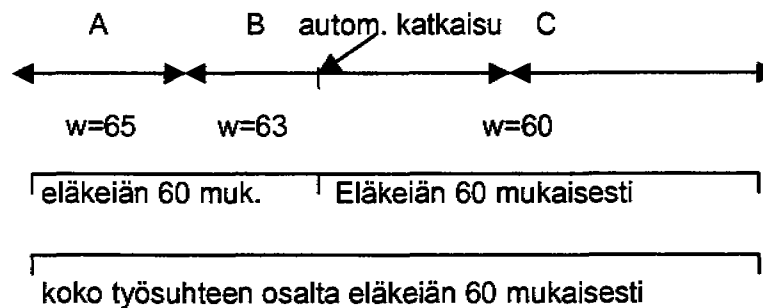 A B autom. katkaisu C
w=65 w=63 w=60
eläkeiän 60 muk. Eläkeiän 60 mukaisesti
koko työsuhteen osalta eläkeiän 60 mukaisesti